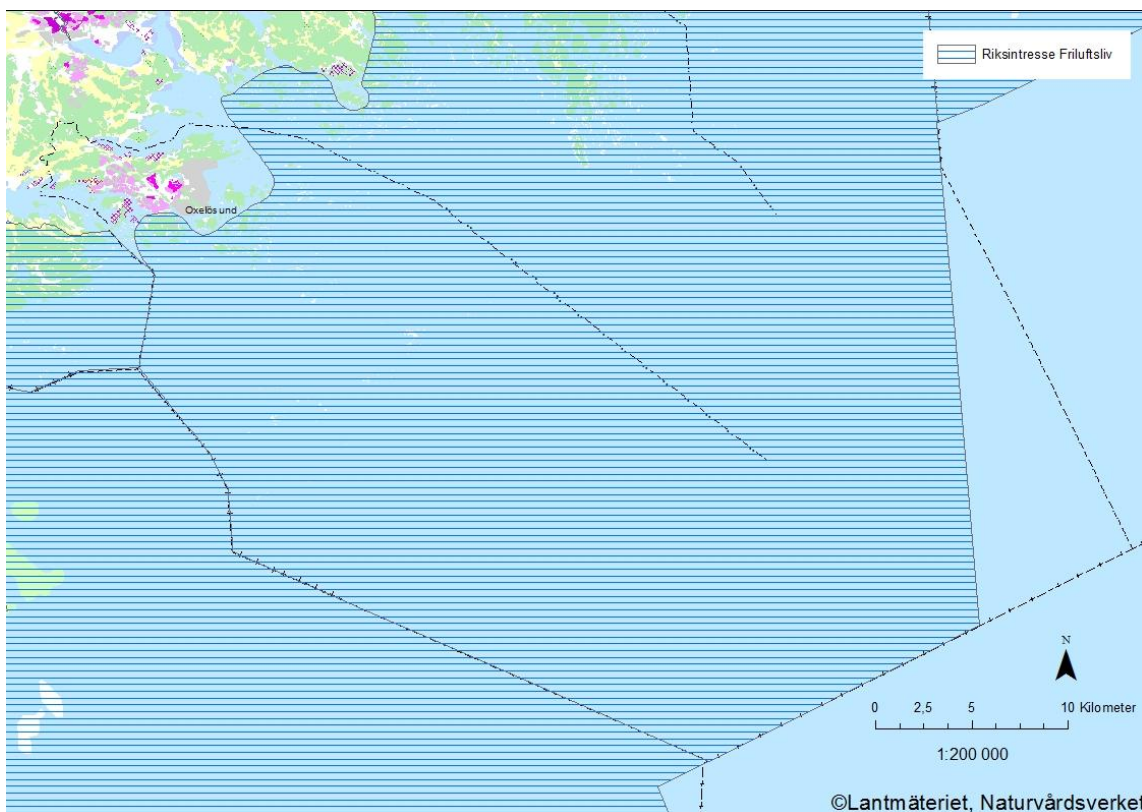 Riksintresse Friluftsliv
Oxelösund
N
0 2,5 5 10 Kilometer
1:200 000
©Lantmäteriet, Naturvårdsverket